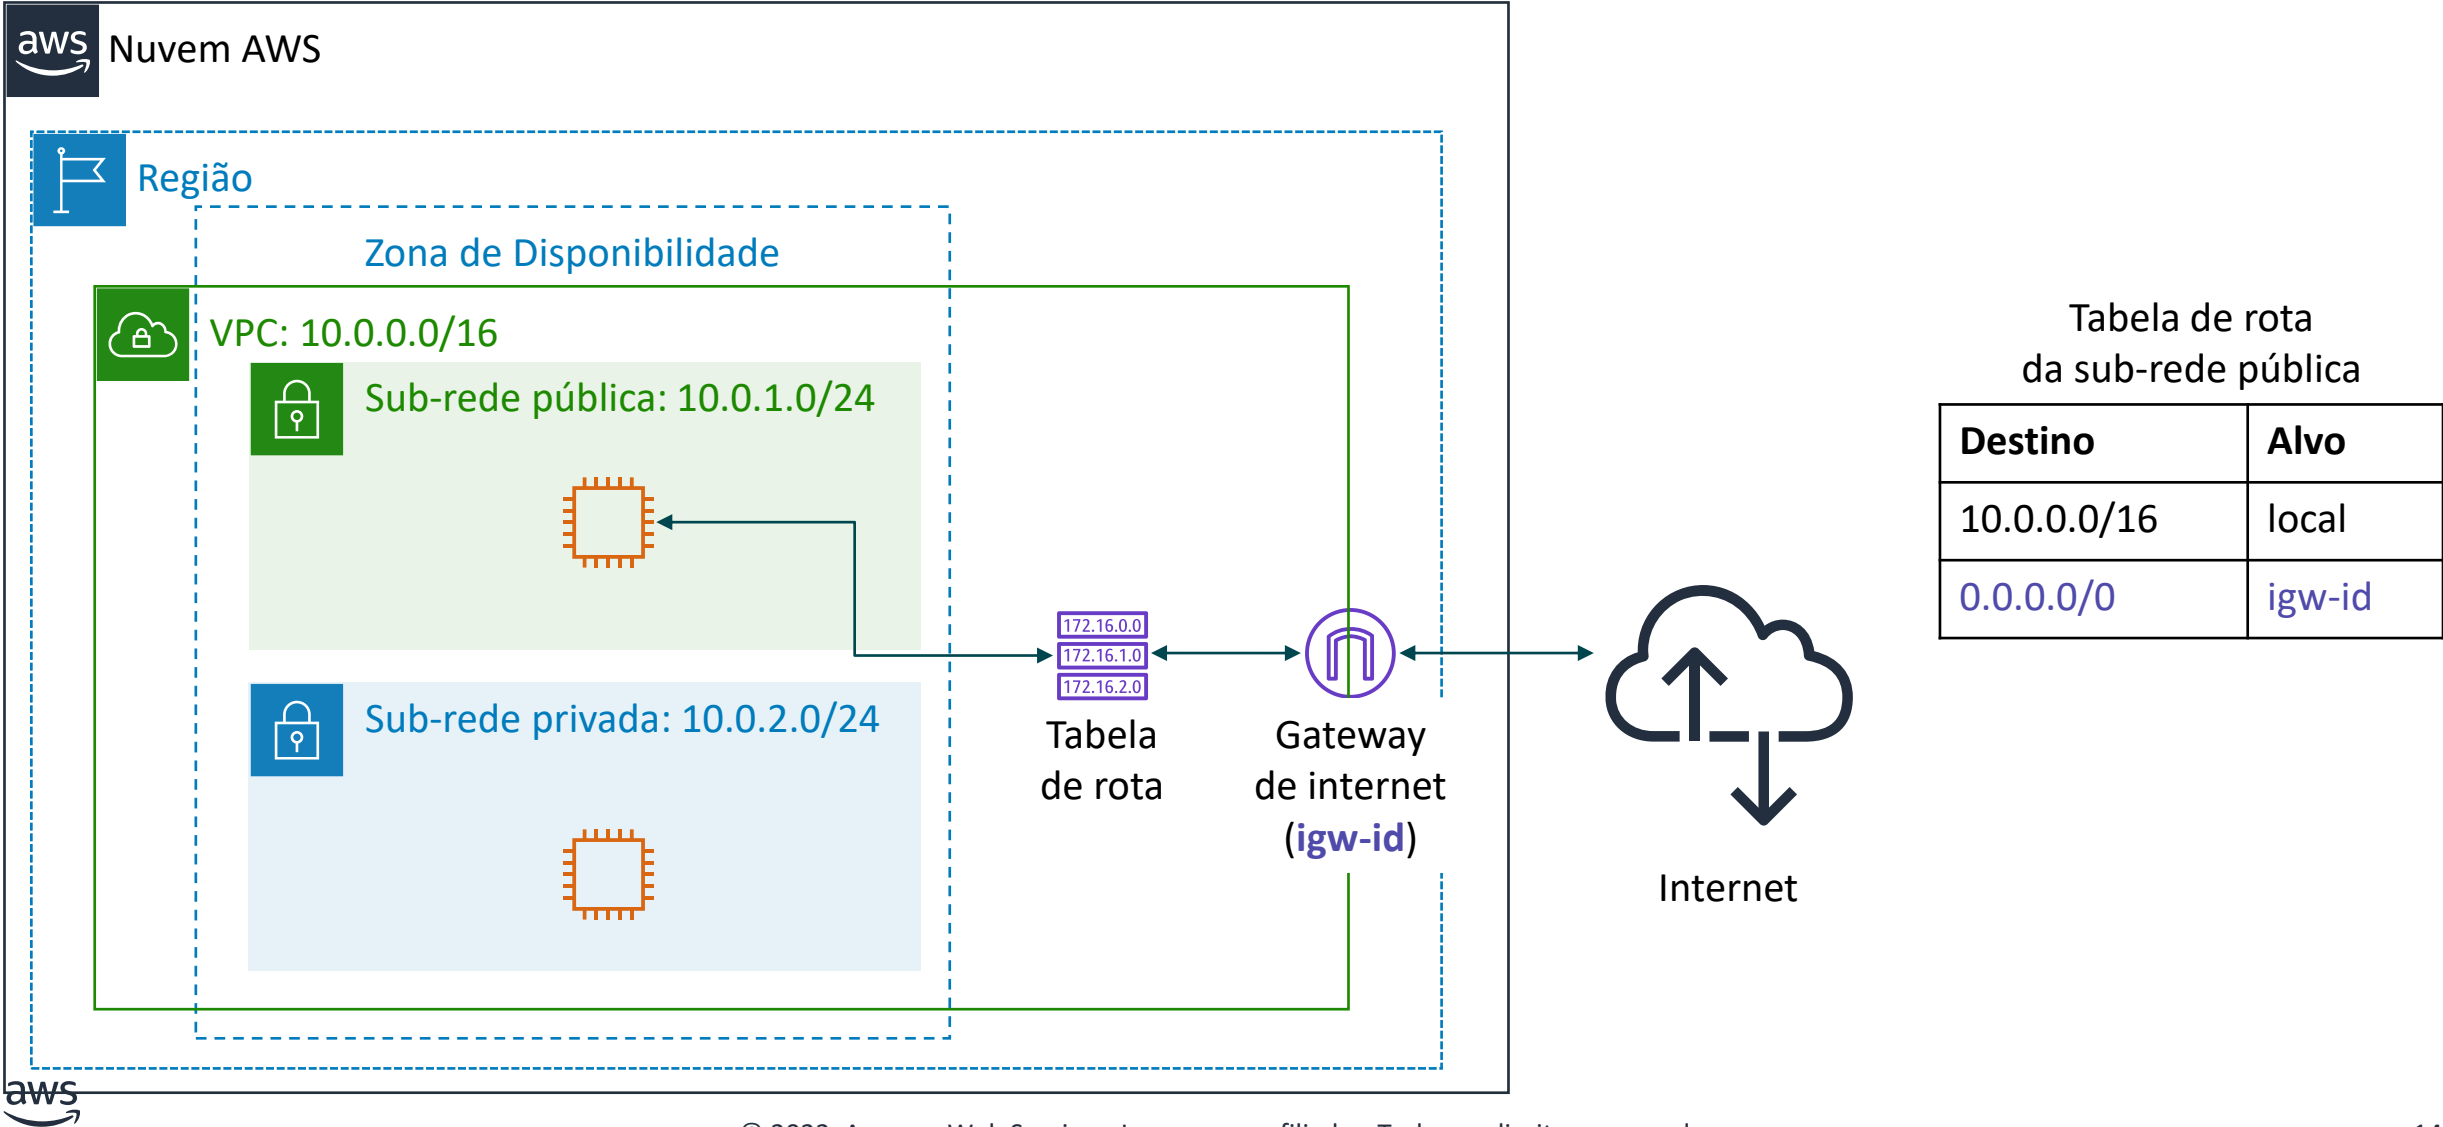 aws
Nuvem AWS
Região
Zona de Disponibilidade
VPC: 10.0.0.0/16
Sub-rede pública: 10.0.1.0/24
Sub-rede privada: 10.0.2.0/24
172.16.0.0
172.16.1.0
172.16.2.0
Tabela
de rota
Gateway
de internet
(igw-id)
Internet
Tabela de rota
da sub-rede pública
Destino Alvo
10.0.0.0/16 local
0.0.0.0/0 igw-id
aws